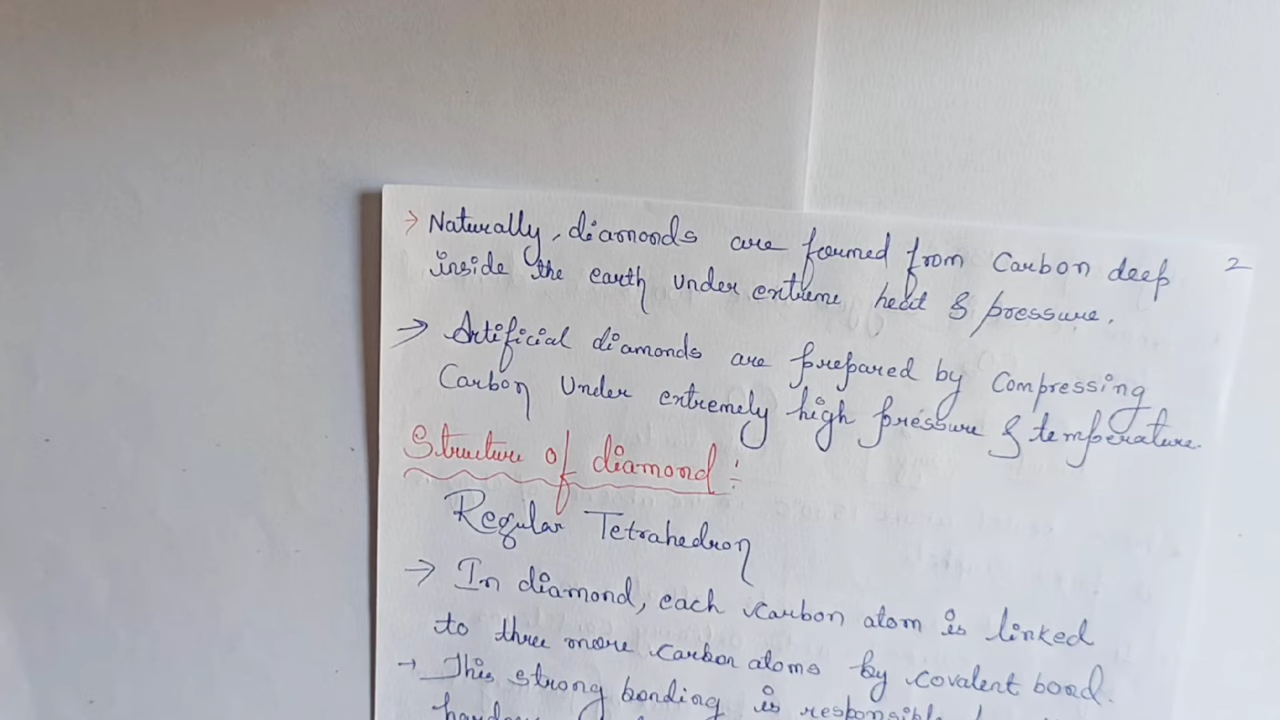 2
> Naturally, diamonds are formed from Carbon deep
inside the earth under extreme heat & pressure.
→ Artificial diamonds are prepared by Compressing
Carbon under extremely high pressure & temperature
Structure of diamond:
Regular Tetrahedron
→ In diamond, each carbon atom is linked
to three more carbon atoms by covalent bond.
→ This strong bonding is responsible